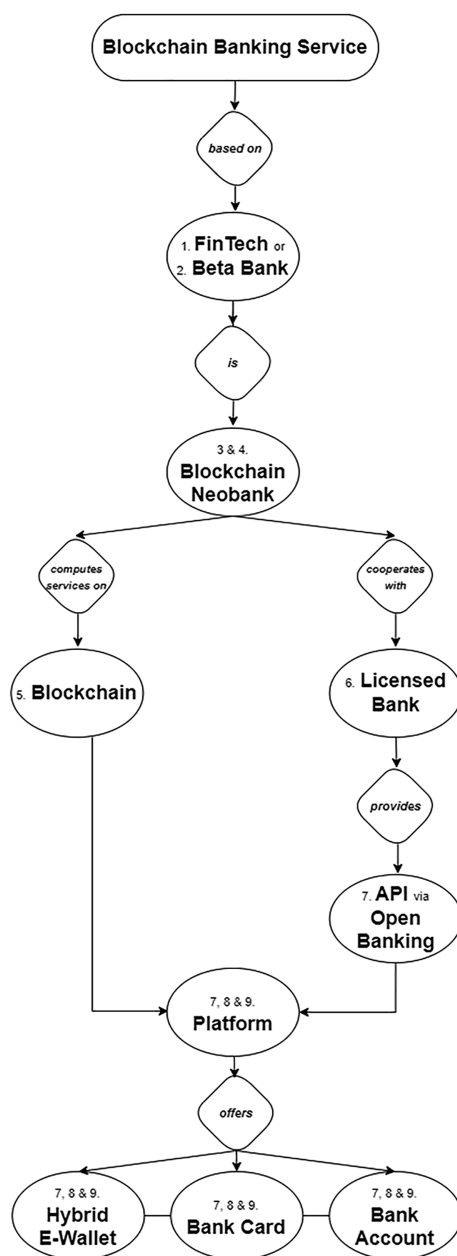 Blockchain Banking Service
based on
1. FinTech or
2. Beta Bank
is
3 & 4.
Blockchain
Neobank
computes
services on
cooperates
with
5. Blockchain
6. Licensed
Bank
provides
7. API via
Open
Banking
7, 8 & 9.
Platform
offers
7, 8 & 9.
Hybrid
E-Wallet
7, 8 & 9.
Bank Card
7, 8 & 9.
Bank
Account